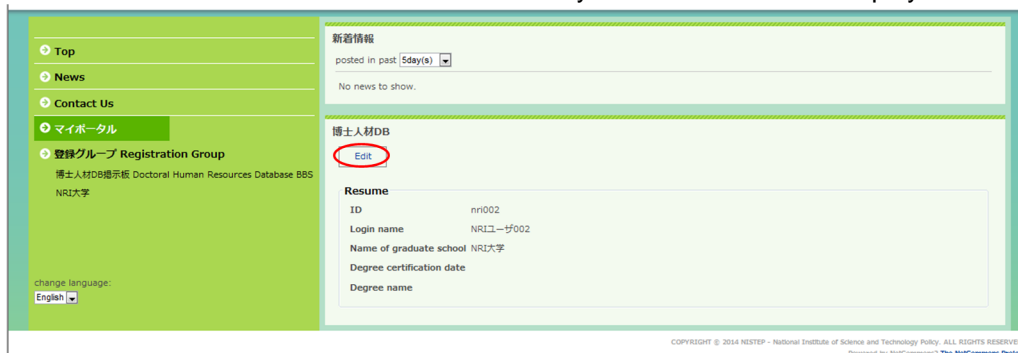 Top
News
Contact Us
マイポータル
登録グループ Registration Group
博士人材DB掲示板 Doctoral Human Resources Database BBS
NRI大学
change language:
English
新着情報
posted in past 5day(s)
No news to show.
博士人材DB
Edit
Resume
ID nri002
Login name NRIユーザ002
Name of graduate school NRI大学
Degree certification date
Degree name
COPYRIGHT © 2014 NISTEP - National Institute of Science and Technology Policy. ALL RIGHTS RESERVE